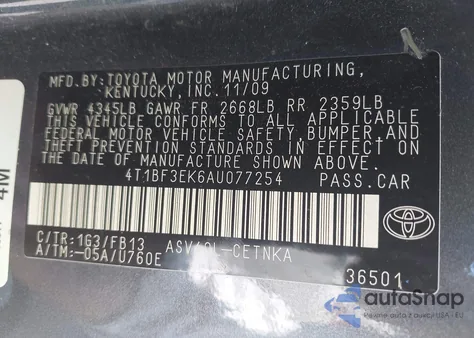 MFD.BY:TOYOTA MOTOR MANUFACTURING,
KENTUCKY,INC.11/09
GVWR 4345LB GAWR FR 2668LB RR 2359LB
THIS VEHICLE CONFORMS TO ALL APPLICABLE
FEDERAL MOTOR VEHICLE SAFETY,BUMPER,AND
THEFT PREVENTION STANDARDS IN EFFECT ON
THE DATE OF MANUFACTURE SHOWN ABOVE.
4T1BF3EK6AU077254 PASS.CAR
C/TR:1G3/FB13
A/TM:-05A/U760E
36501
4M
autoSnap